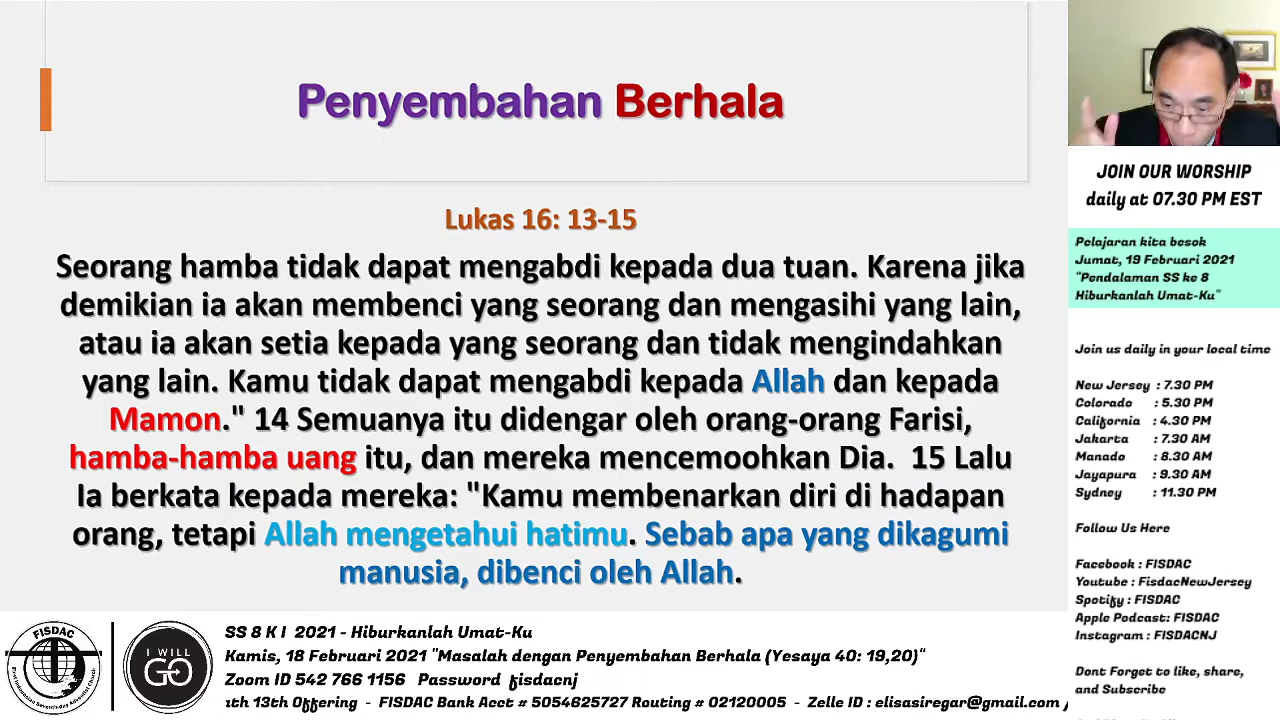 Penyembahan Berhala
Lukas 16: 13-15
Seorang hamba tidak dapat mengabdi kepada dua tuan. Karena jika
demikian ia akan membenci yang seorang dan mengasihi yang lain,
atau ia akan setia kepada yang seorang dan tidak mengindahkan
yang lain. Kamu tidak dapat mengabdi kepada Allah dan kepada
Mamon." 14 Semuanya itu didengar oleh orang-orang Farisi,
hamba-hamba uang itu, dan mereka mencemoohkan Dia. 15 Lalu
Ia berkata kepada mereka: "Kamu membenarkan diri di hadapan
orang, tetapi Allah mengetahui hatimu. Sebab apa yang dikagumi
manusia, dibenci oleh Allah.
JOIN OUR WORSHIP
daily at 07.30 PM EST
Pelajaran kita besok
Jumat, 19 Februari 2021
"Pendalaman SS ke 8
Hiburkanlah Umat-Ku"
Join us daily in your local time
New Jersey : 7.30 PM
Colorado : 5.30 PM
California : 4.30 PM
Jakarta : 7.30 AM
Manado : 8.30 AM
Jayapura : 9.30 AM
Sydney : 11.30 PM
Follow Us Here
Facebook : FISDAC
Youtube : FisdacNewJersey
Spotify : FISDAC
Apple Podcast: FISDAC
Instagram : FISDACNJ
Dont Forget to like, share,
and Subscribe
FISDAC
I WILL
GO
SS 8 K I 2021 - Hiburkanlah Umat-Ku
Kamis, 18 Februari 2021 "Masalah dengan Penyembahan Berhala (Yesaya 40: 19,20)"
Zoom ID 542 766 1156 Password fisdacnj
13th Offering - FISDAC Bank Acct # 5054625727 Routing # 02120005 - Zelle ID : elisasiregar@gmail.com /